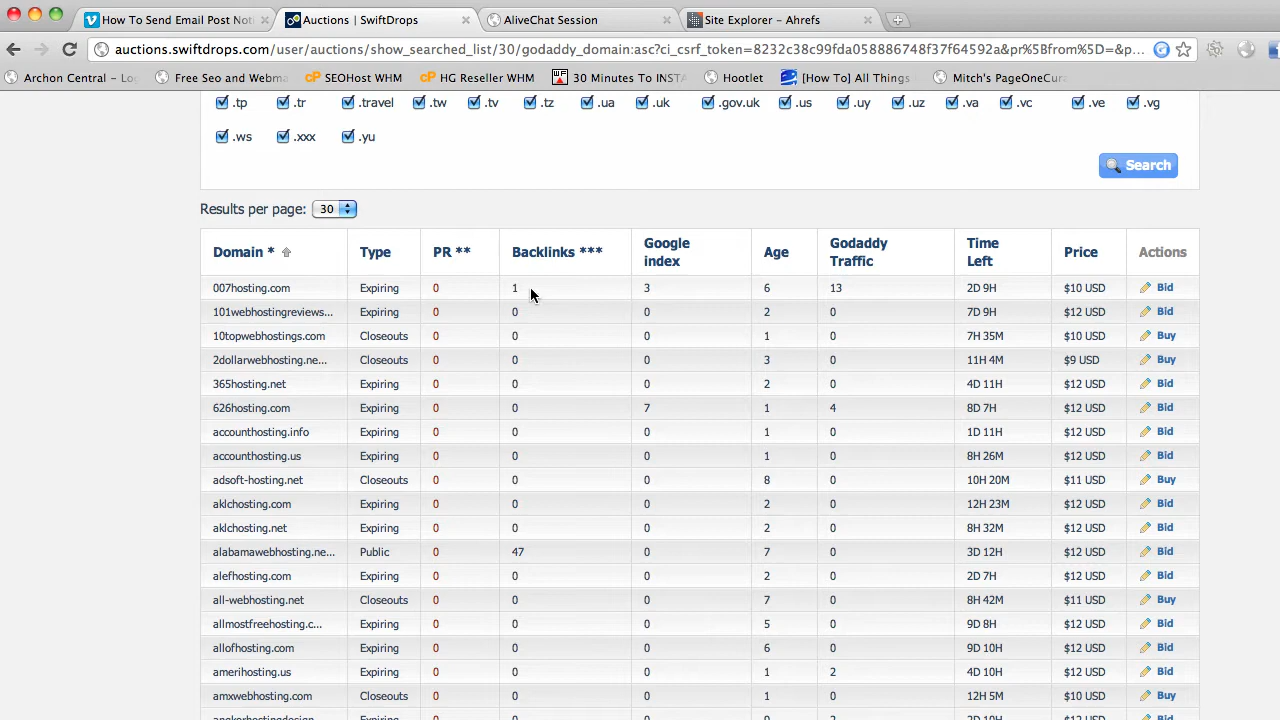 How To Send Email Post Not
Auctions | SwiftDrops
AliveChat Session
Site Explorer - Ahrefs
auctions.swiftdrops.com/user/auctions/show_searched_list/30/godaddy_domain:asc?ci_csrf_token=8232c38c99fda058886748f37f64592a&pr%5Bfrom%5D=&p...
Archon Central - Lo
Free Seo and Webma
cP SEOHost WHM
cP HG Reseller WHM
30 Minutes To INSTA
Hootlet
[How To] All Things
Mitch's PageOneCura
.tp .tr .travel .tw .tv .tz .ua .uk .gov.uk .us .uy .uz .va .vc .ve .vg
.ws .xxx .yu
Search
Results per page: 30
Domain * Type PR ** Backlinks *** Google index Age Godaddy Traffic Time Left Price Actions
007hosting.com Expiring 0 1 3 6 13 2D 9H $10 USD Bid
101webhostingreviews... Expiring 0 0 0 2 0 7D 9H $12 USD Bid
10topwebhostings.com Closeouts 0 0 0 1 0 7H 35M $10 USD Buy
2dollarwebhosting.ne... Closeouts 0 0 0 3 0 11H 4M $9 USD Buy
365hosting.net Expiring 0 0 0 2 0 4D 11H $12 USD Bid
626hosting.com Expiring 0 0 7 1 4 8D 7H $12 USD Bid
accounthosting.info Expiring 0 0 0 1 0 1D 11H $12 USD Bid
accounthosting.us Expiring 0 0 0 1 0 8H 26M $12 USD Bid
adsoft-hosting.net Closeouts 0 0 0 8 0 10H 20M $11 USD Buy
aklchosting.com Expiring 0 0 0 2 0 12H 23M $12 USD Bid
aklchosting.net Expiring 0 0 0 2 0 8H 32M $12 USD Bid
alabamawebhosting.ne... Public 0 47 0 7 0 3D 12H $12 USD Bid
alefhosting.com Expiring 0 0 0 2 0 2D 7H $12 USD Bid
all-webhosting.net Closeouts 0 0 0 7 0 8H 42M $11 USD Buy
allmostfreehosting.c... Expiring 0 0 0 5 0 9D 8H $12 USD Bid
allofhosting.com Expiring 0 0 0 6 0 9D 10H $12 USD Bid
amerihosting.us Expiring 0 0 0 1 2 4D 10H $12 USD Bid
amxwebhosting.com Closeouts 0 0 0 1 0 12H 5M $10 USD Buy